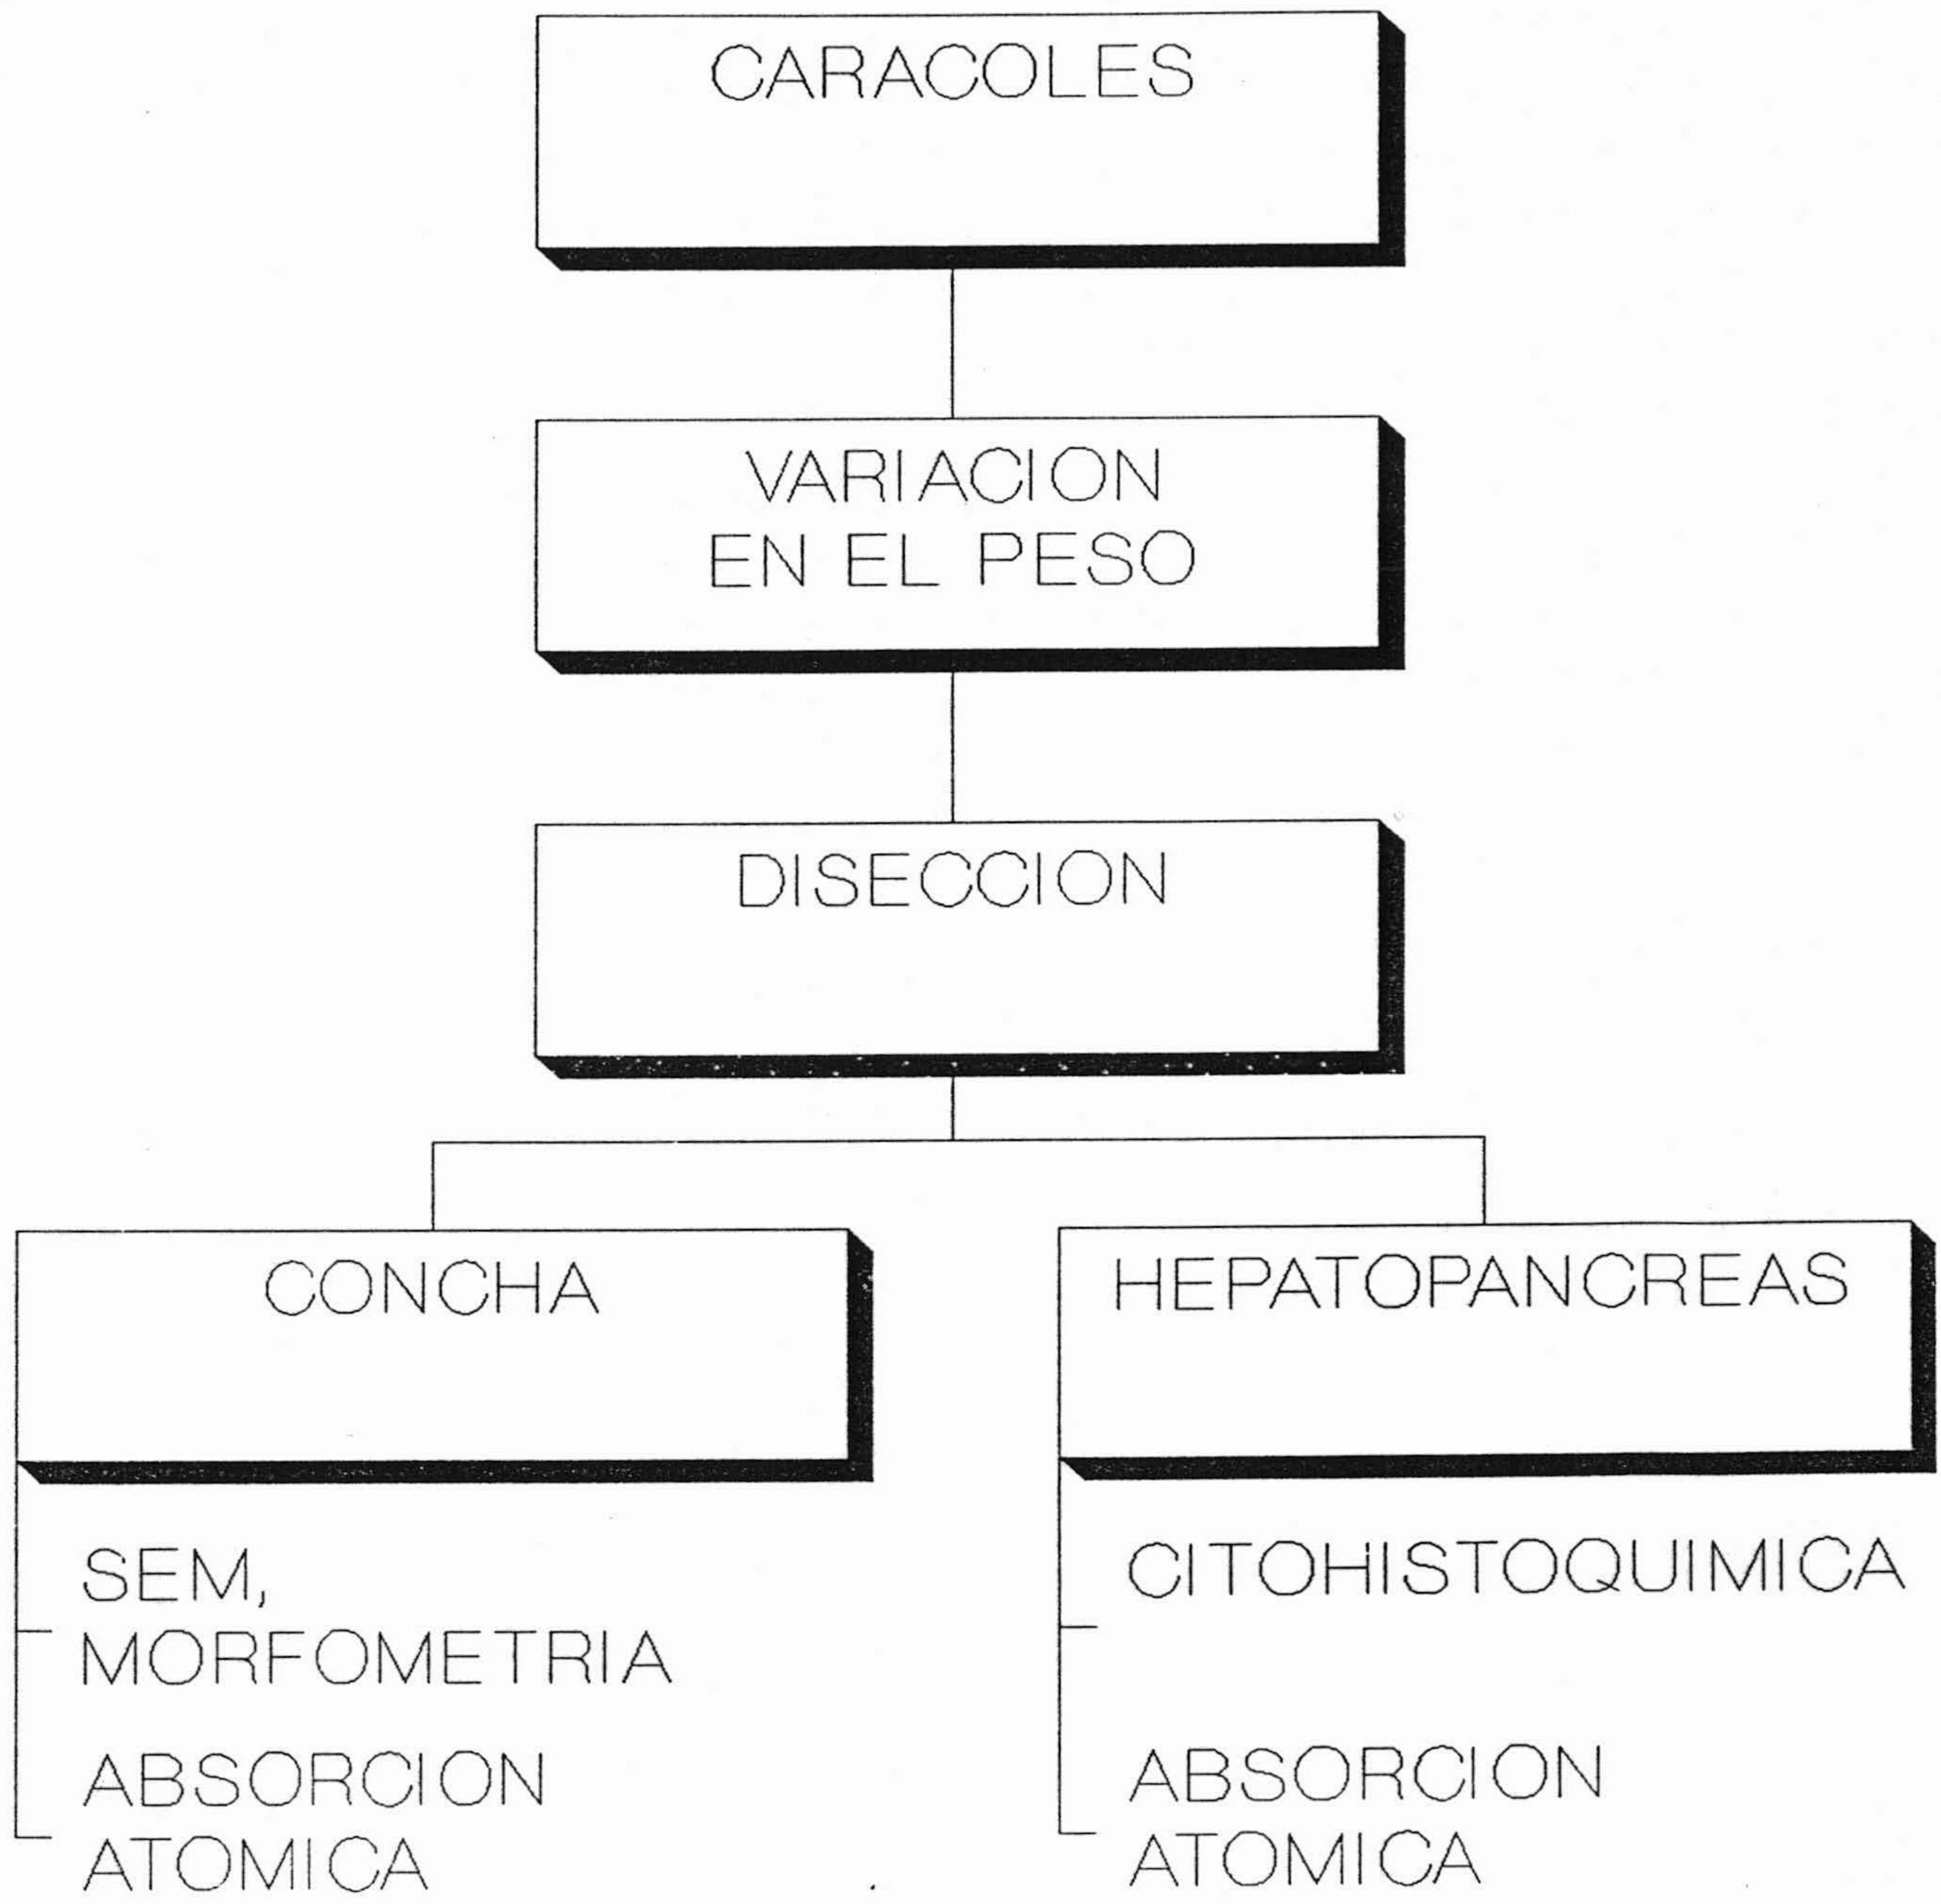 CARACOLES
VARIACION
EN EL PESO
DISECCION
CONCHA
SEM,
MORFOMETRIA
ABSORCION
ATOMICA
HEPATOPANCREAS
CITOHISTOQUIMICA
ABSORCION
ATOMICA